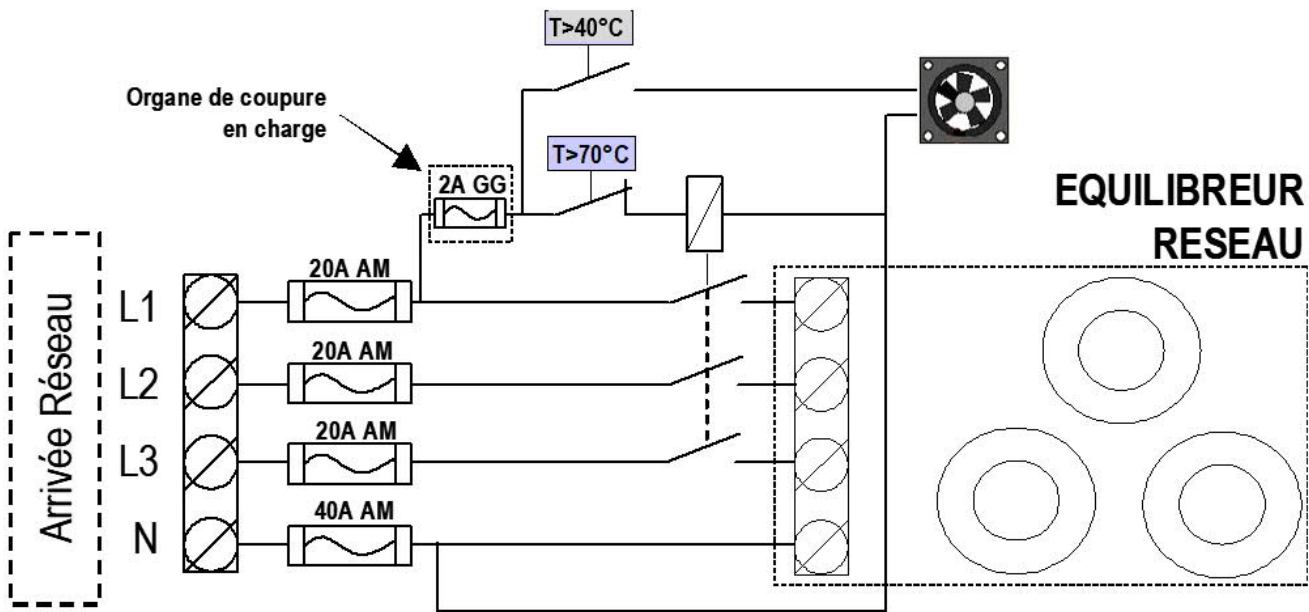 T>40°C
Organe de coupure
en charge
T>70°C
2A GG
EQUILIBREUR
RESEAU
Arrivée Réseau
L1
20A AM
L2
20A AM
L3
20A AM
N
40A AM